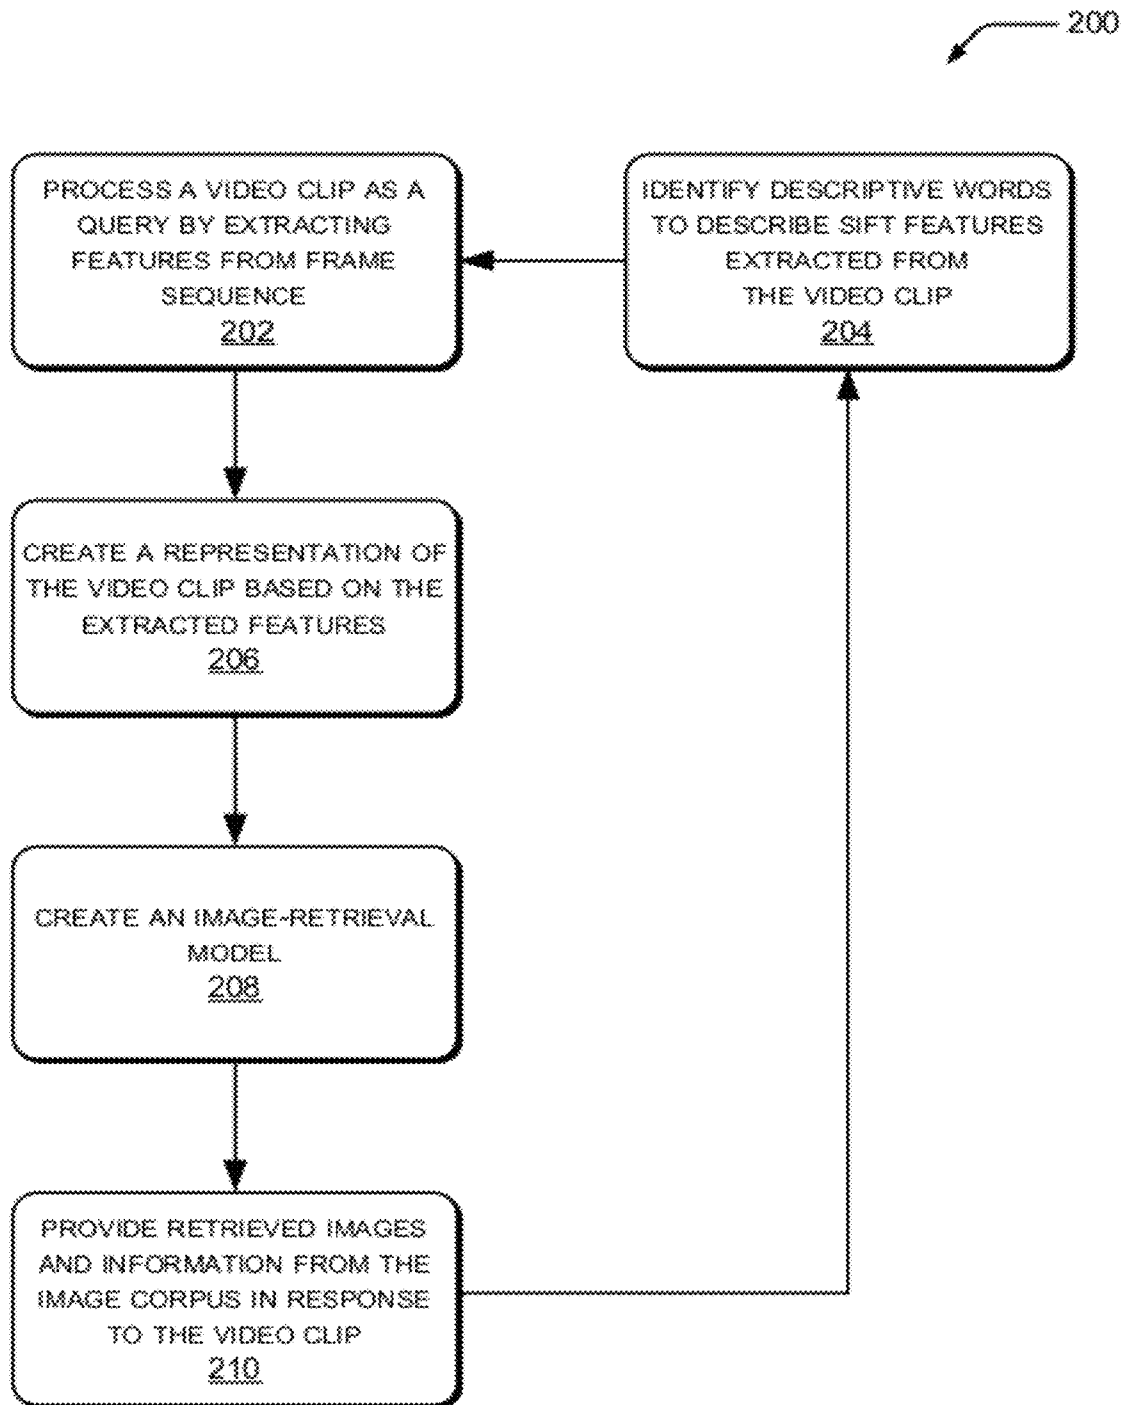 200
PROCESS A VIDEO CLIP AS A
QUERY BY EXTRACTING
FEATURES FROM FRAME
SEQUENCE
202
IDENTIFY DESCRIPTIVE WORDS
TO DESCRIBE SIFT FEATURES
EXTRACTED FROM
THE VIDEO CLIP
204
CREATE A REPRESENTATION OF
THE VIDEO CLIP BASED ON THE
EXTRACTED FEATURES
206
CREATE AN IMAGE-RETRIEVAL
MODEL
208
PROVIDE RETRIEVED IMAGES
AND INFORMATION FROM THE
IMAGE CORPUS IN RESPONSE
TO THE VIDEO CLIP
210